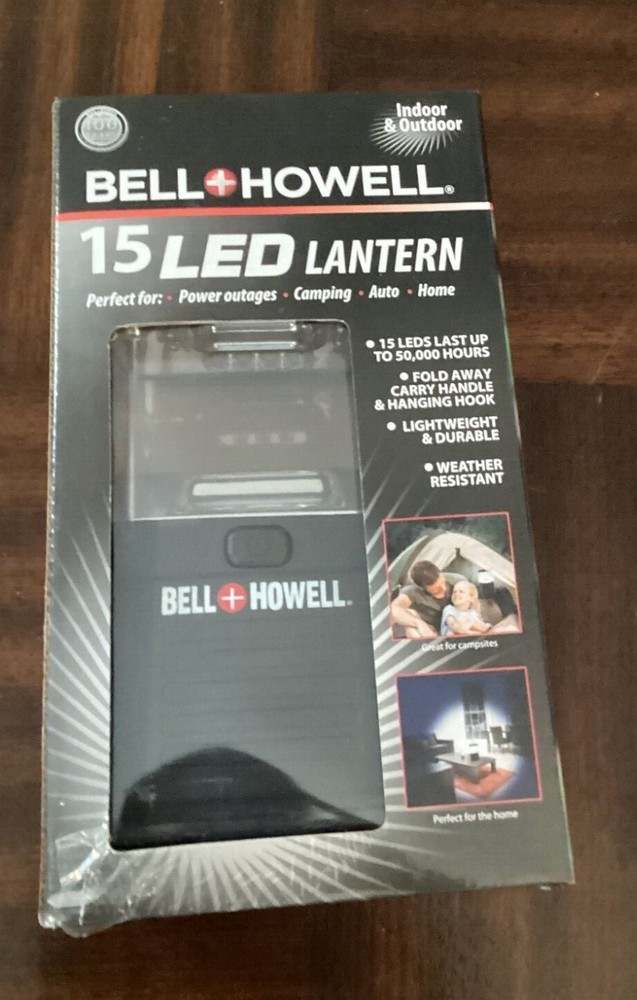 100
Indoor
& Outdoor
BELL+HOWELL®
15 LED LANTERN
Perfect for: • Power outages • Camping • Auto • Home
• 15 LEDS LAST UP
TO 50,000 HOURS
• FOLD AWAY
CARRY HANDLE
& HANGING HOOK
• LIGHTWEIGHT
& DURABLE
• WEATHER
RESISTANT
BELL+HOWELL
Great for campsites
Perfect for the home